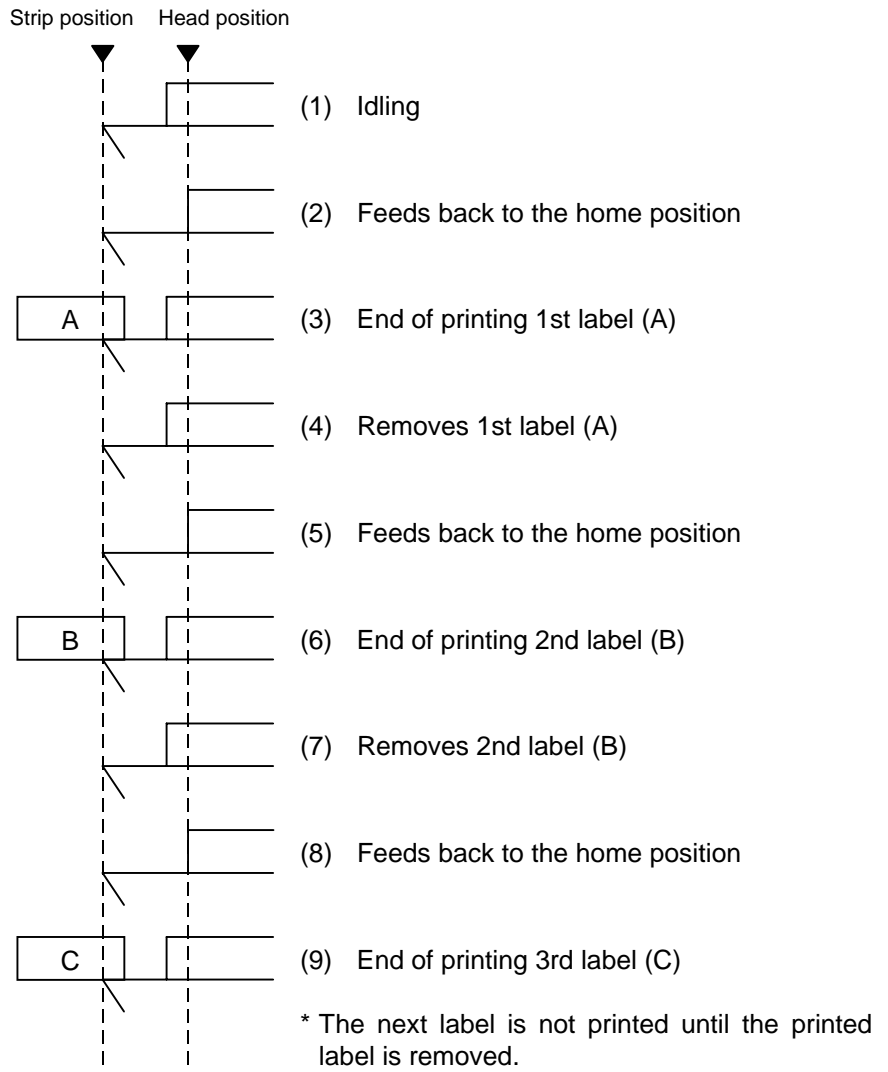 Strip position Head position
(1) Idling
(2) Feeds back to the home position
A
(3) End of printing 1st label (A)
(4) Removes 1st label (A)
(5) Feeds back to the home position
B
(6) End of printing 2nd label (B)
(7) Removes 2nd label (B)
(8) Feeds back to the home position
C
(9) End of printing 3rd label (C)
* The next label is not printed until the printed
label is removed.